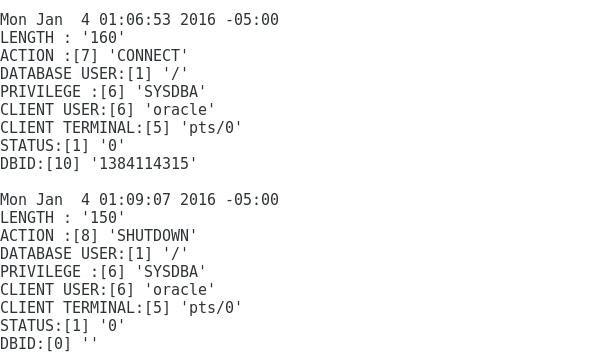 Mon Jan  4 01:06:53 2016 -05:00
LENGTH : '160'
ACTION :[7] 'CONNECT'
DATABASE USER:[1] '/'
PRIVILEGE :[6] 'SYSDBA'
CLIENT USER:[6] 'oracle'
CLIENT TERMINAL:[5] 'pts/0'
STATUS:[1] '0'
DBID:[10] '1384114315'

Mon Jan  4 01:09:07 2016 -05:00
LENGTH : '150'
ACTION :[8] 'SHUTDOWN'
DATABASE USER:[1] '/'
PRIVILEGE :[6] 'SYSDBA'
CLIENT USER:[6] 'oracle'
CLIENT TERMINAL:[5] 'pts/0'
STATUS:[1] '0'
DBID:[0] ''